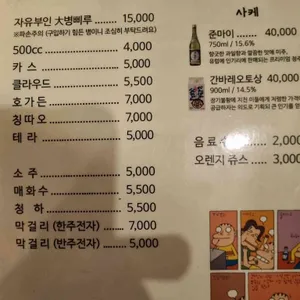 자유부인 大병삐루 15,000
※파손주의 (구입하기 힘든 병이니 조심히 부탁드려요)
500cc 4,000
카 스 5,000
클라우드 5,500
호 가 든 7,000
칭 따 오 7,000
테 라 5,000
소 주 5,000
매 화 수 5,500
청 하 5,500
막 걸 리 (한주전자) 7,000
막 걸 리 (반주전자) 5,000
사케
준마이 40,000
750ml / 15.6%
간바레오토상 40,000
900ml / 14.5%
음 료 2,000
오렌지 쥬스 3,000